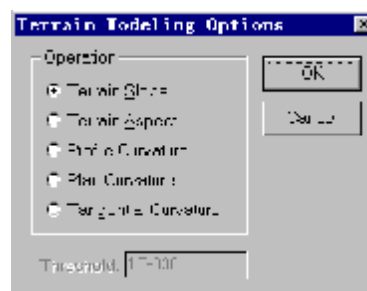 Terrain Modeling Options
Operation
OK
Terrain Slope
Terrain Aspect
Cancel
Profile Curvature
Plan Curvature
Tangential Curvature
Threshold: